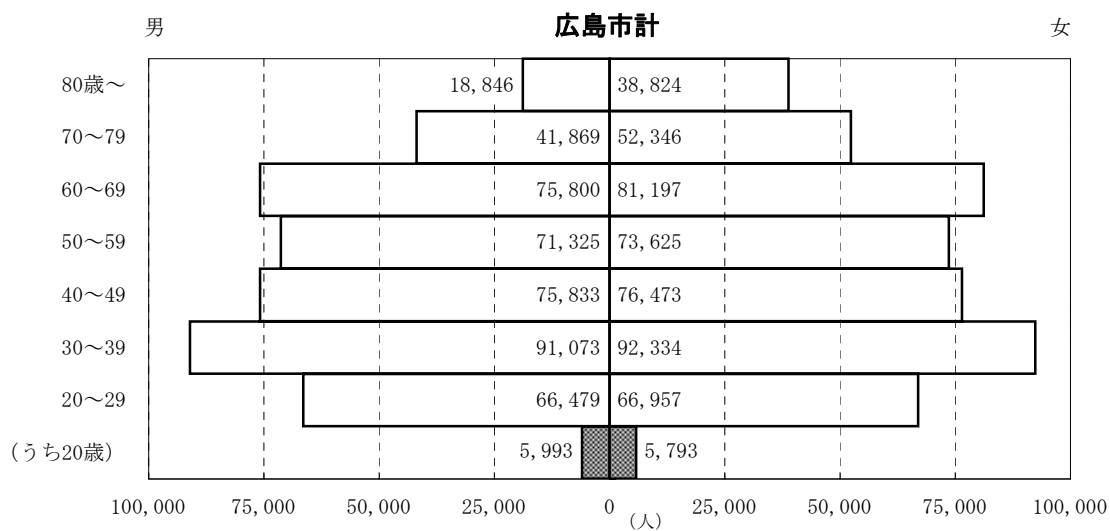 男 広島市計 女
80歳～ 18,846 38,824
70～79 41,869 52,346
60～69 75,800 81,197
50～59 71,325 73,625
40～49 75,833 76,473
30～39 91,073 92,334
20～29 66,479 66,957
(うち20歳) 5,993 5,793
100,000 75,000 50,000 25,000 0 25,000 50,000 75,000 100,000
(人)